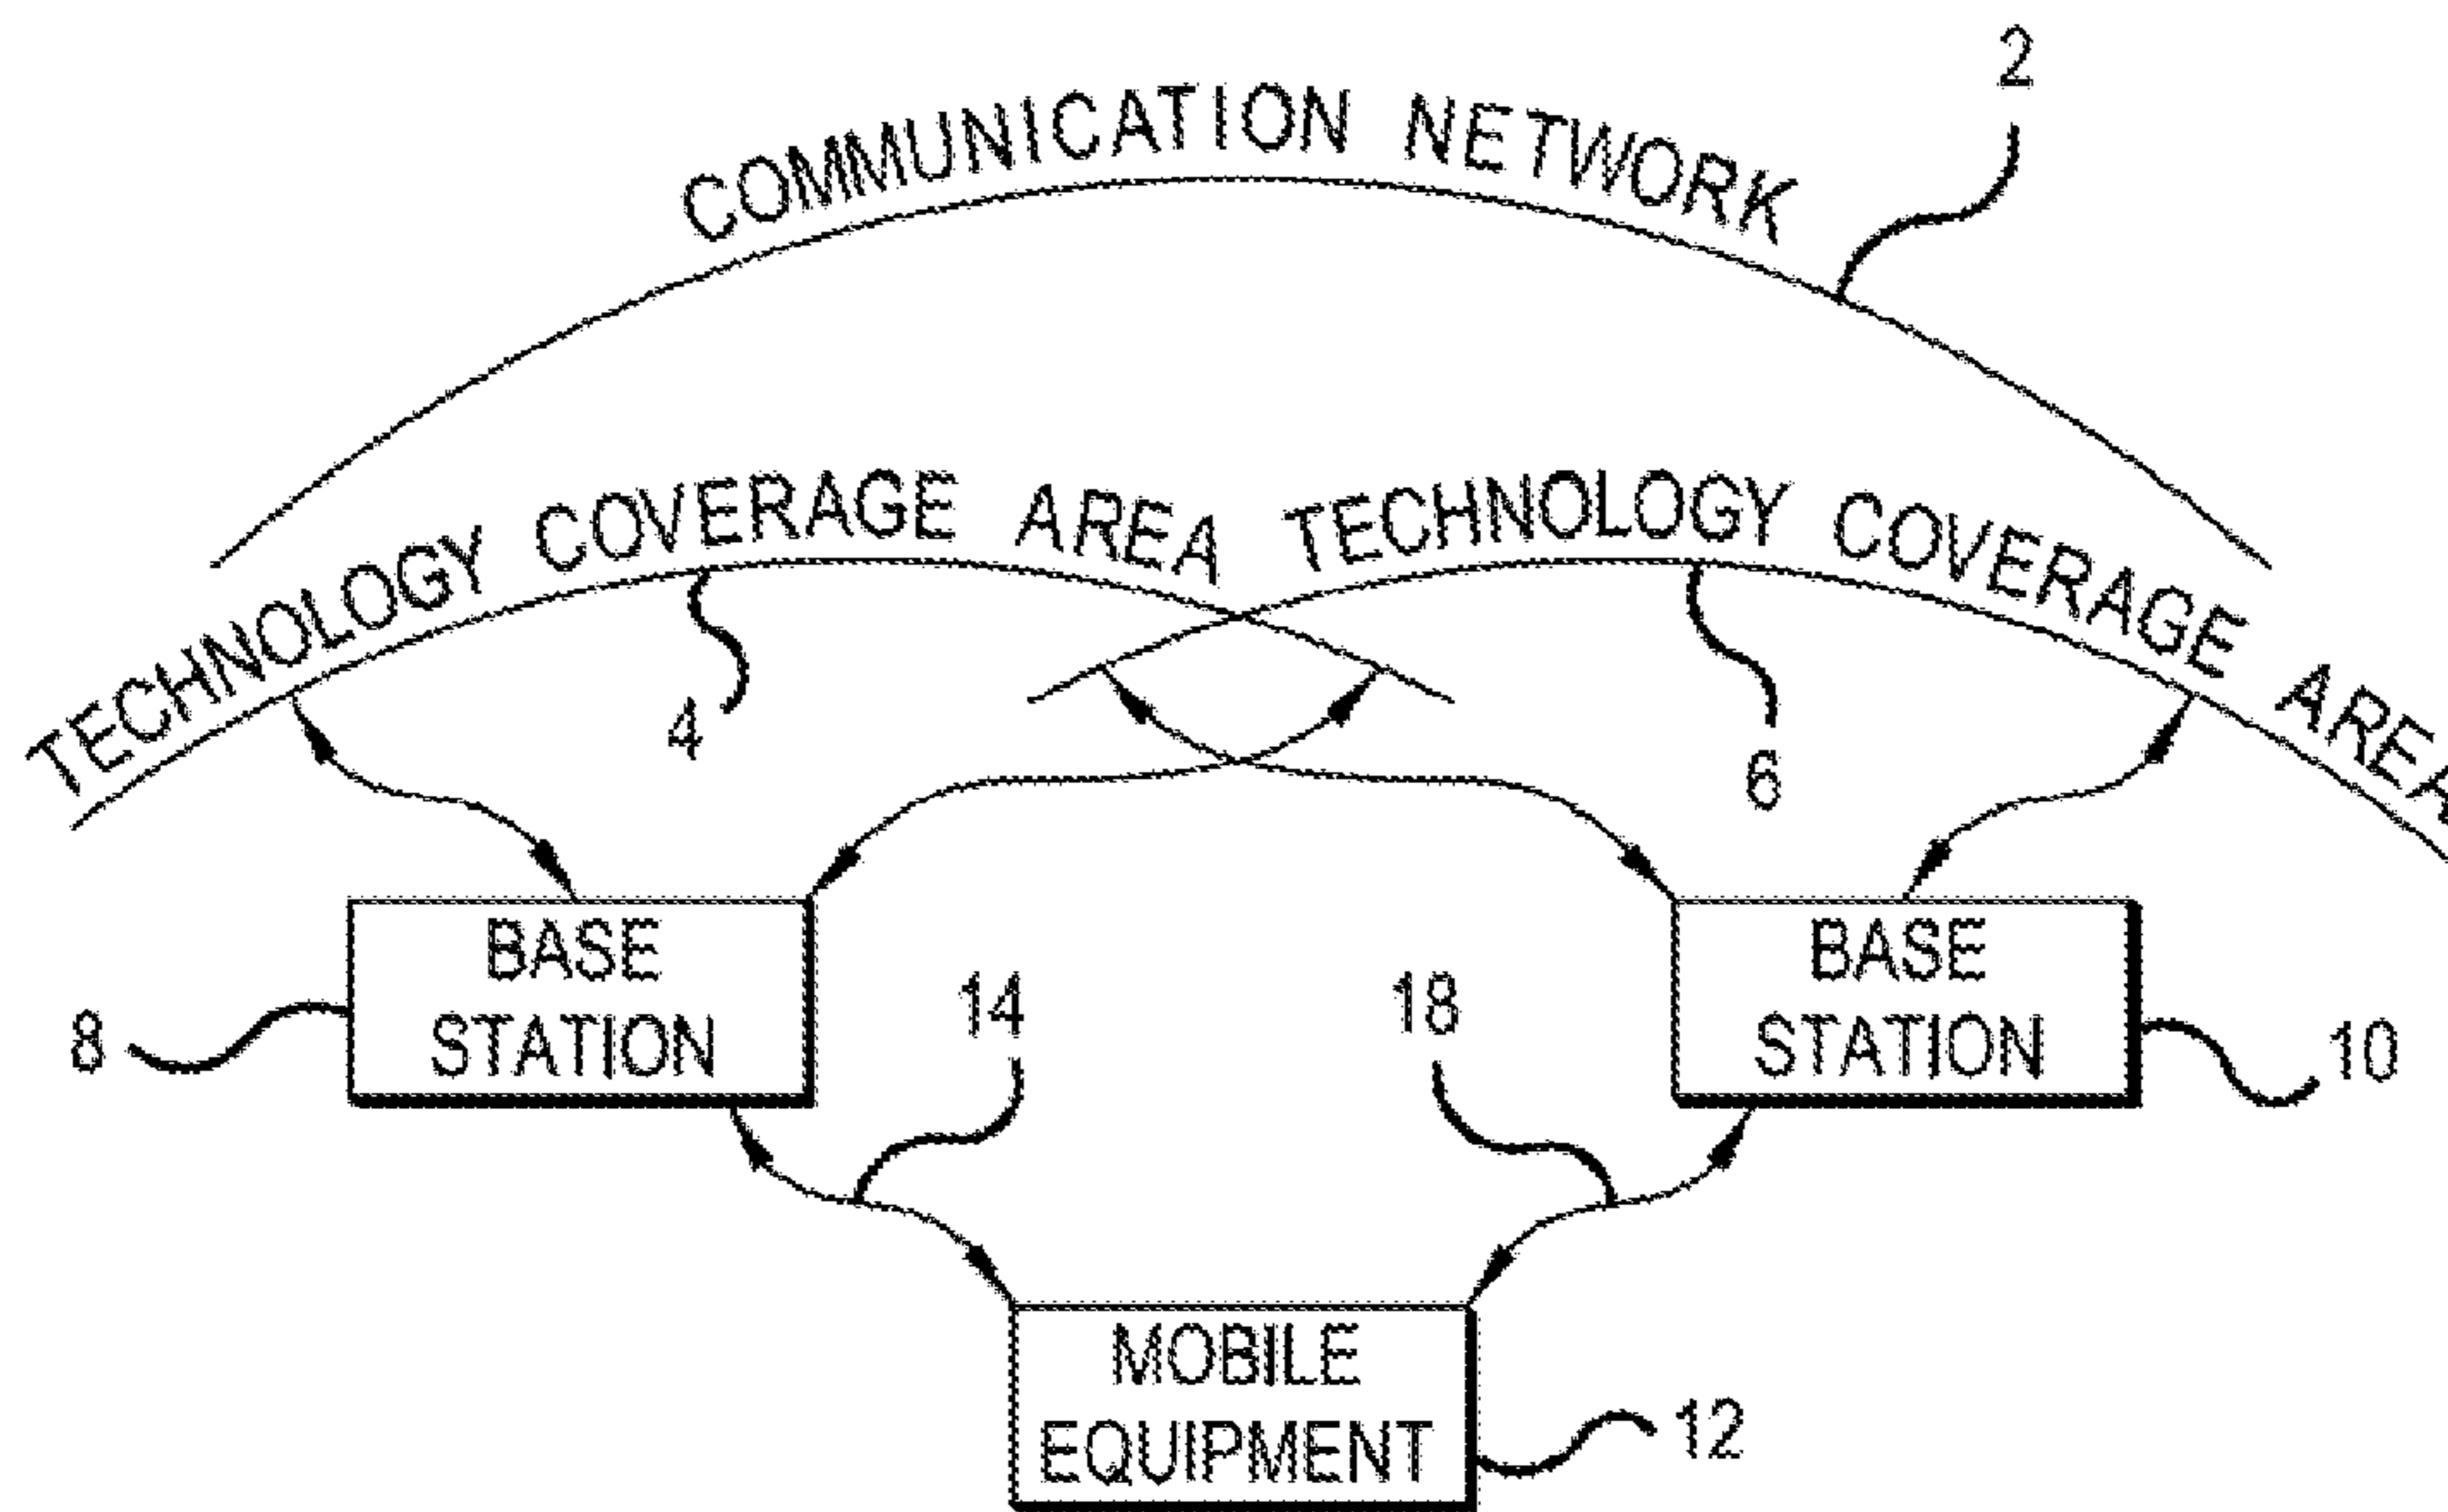 2
COMMUNICATION NETWORK
TECHNOLOGY COVERAGE AREA
TECHNOLOGY COVERAGE AREA
4
6
BASE
STATION
BASE
STATION
8
14
18
10
MOBILE
EQUIPMENT
12